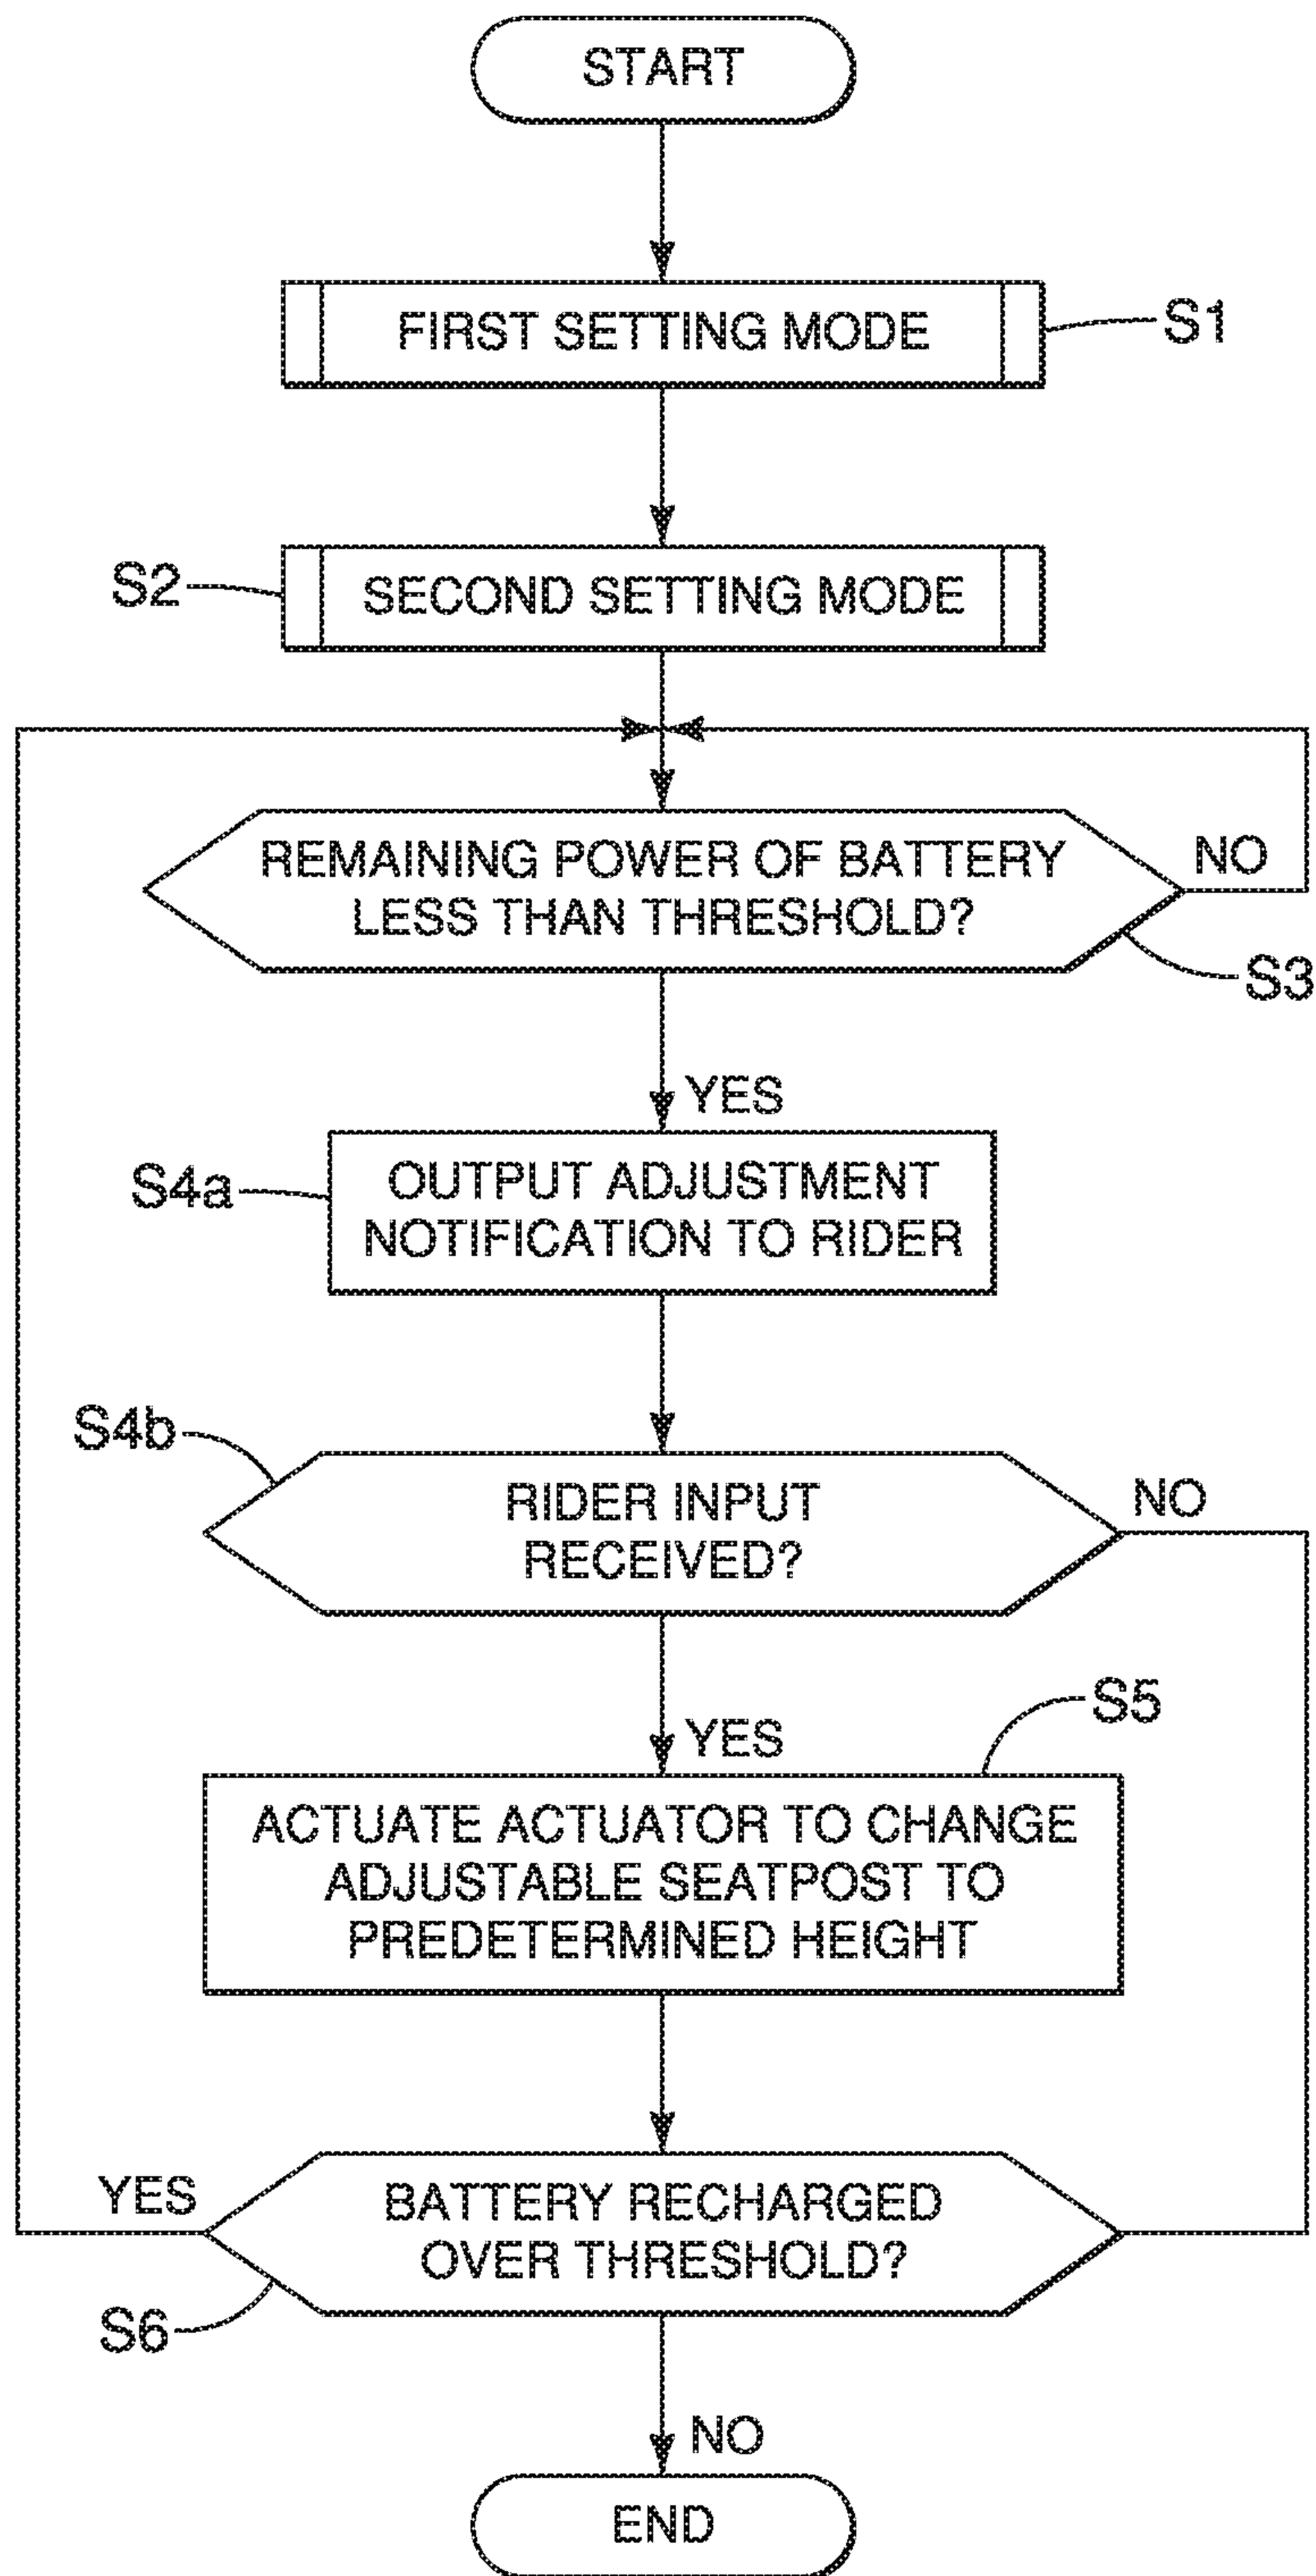 START
FIRST SETTING MODE
S1
S2
SECOND SETTING MODE
REMAINING POWER OF BATTERY
LESS THAN THRESHOLD?
NO
S3
YES
S4a
OUTPUT ADJUSTMENT
NOTIFICATION TO RIDER
S4b
RIDER INPUT
RECEIVED?
NO
YES
S5
ACTUATE ACTUATOR TO CHANGE
ADJUSTABLE SEATPOST TO
PREDETERMINED HEIGHT
YES
BATTERY RECHARGED
OVER THRESHOLD?
S6
NO
END